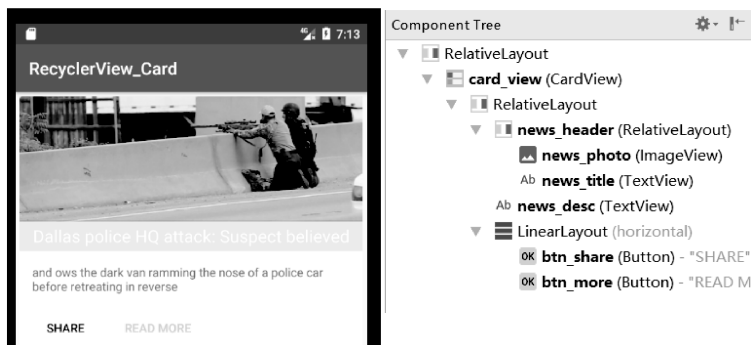 4G 7:13
RecyclerView_Card
Dallas police HQ attack: Suspect believed
and ows the dark van ramming the nose of a police car
before retreating in reverse
SHARE READ MORE
Component Tree
RelativeLayout
card_view (CardView)
RelativeLayout
news_header (RelativeLayout)
news_photo (ImageView)
Ab news_title (TextView)
Ab news_desc (TextView)
LinearLayout (horizontal)
OK btn_share (Button) - "SHARE"
OK btn_more (Button) - "READ M